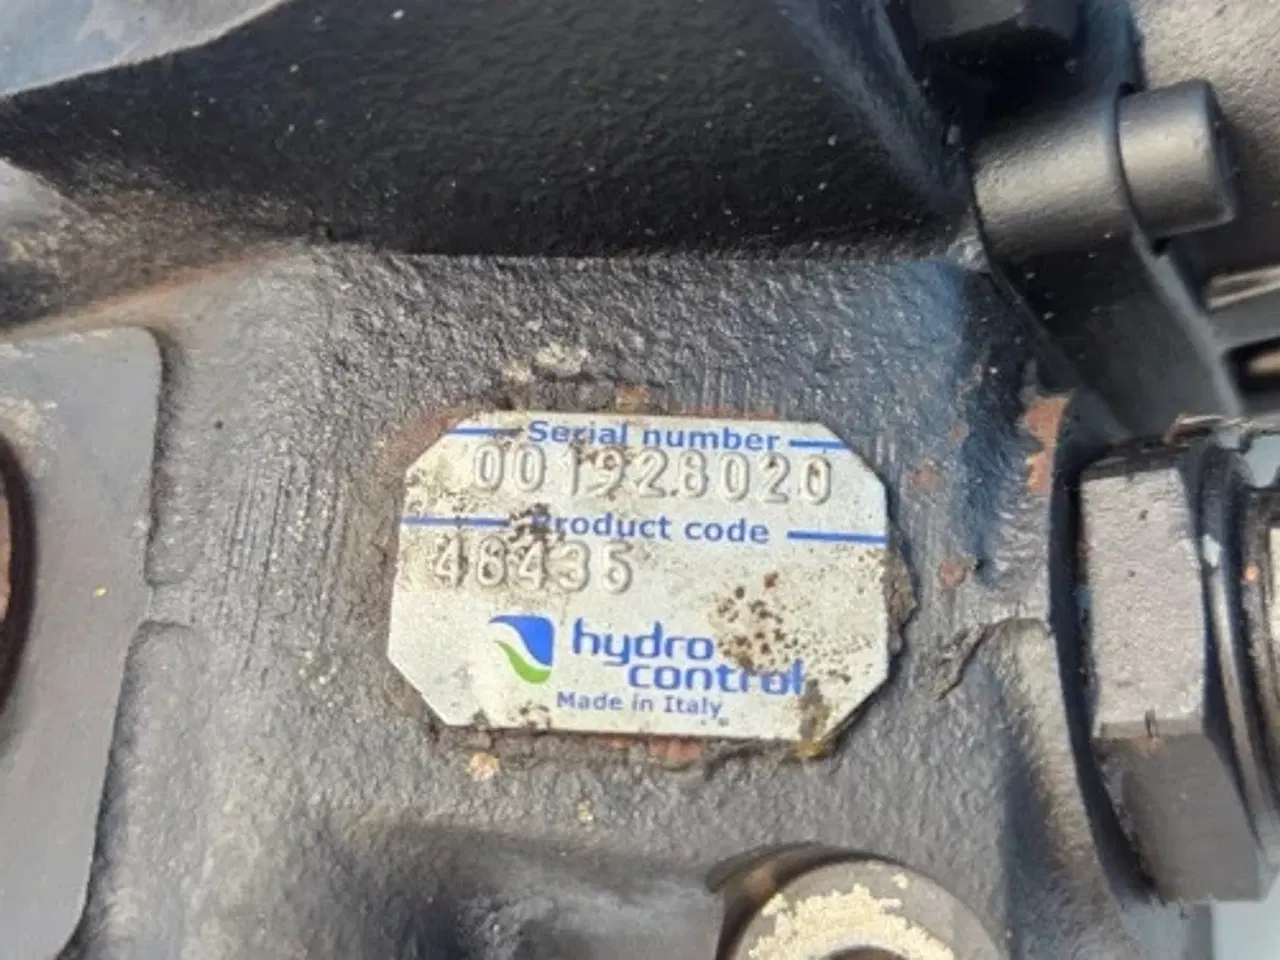 Serial number
001928020
Product code
48435
hydro
control
Made in Italy